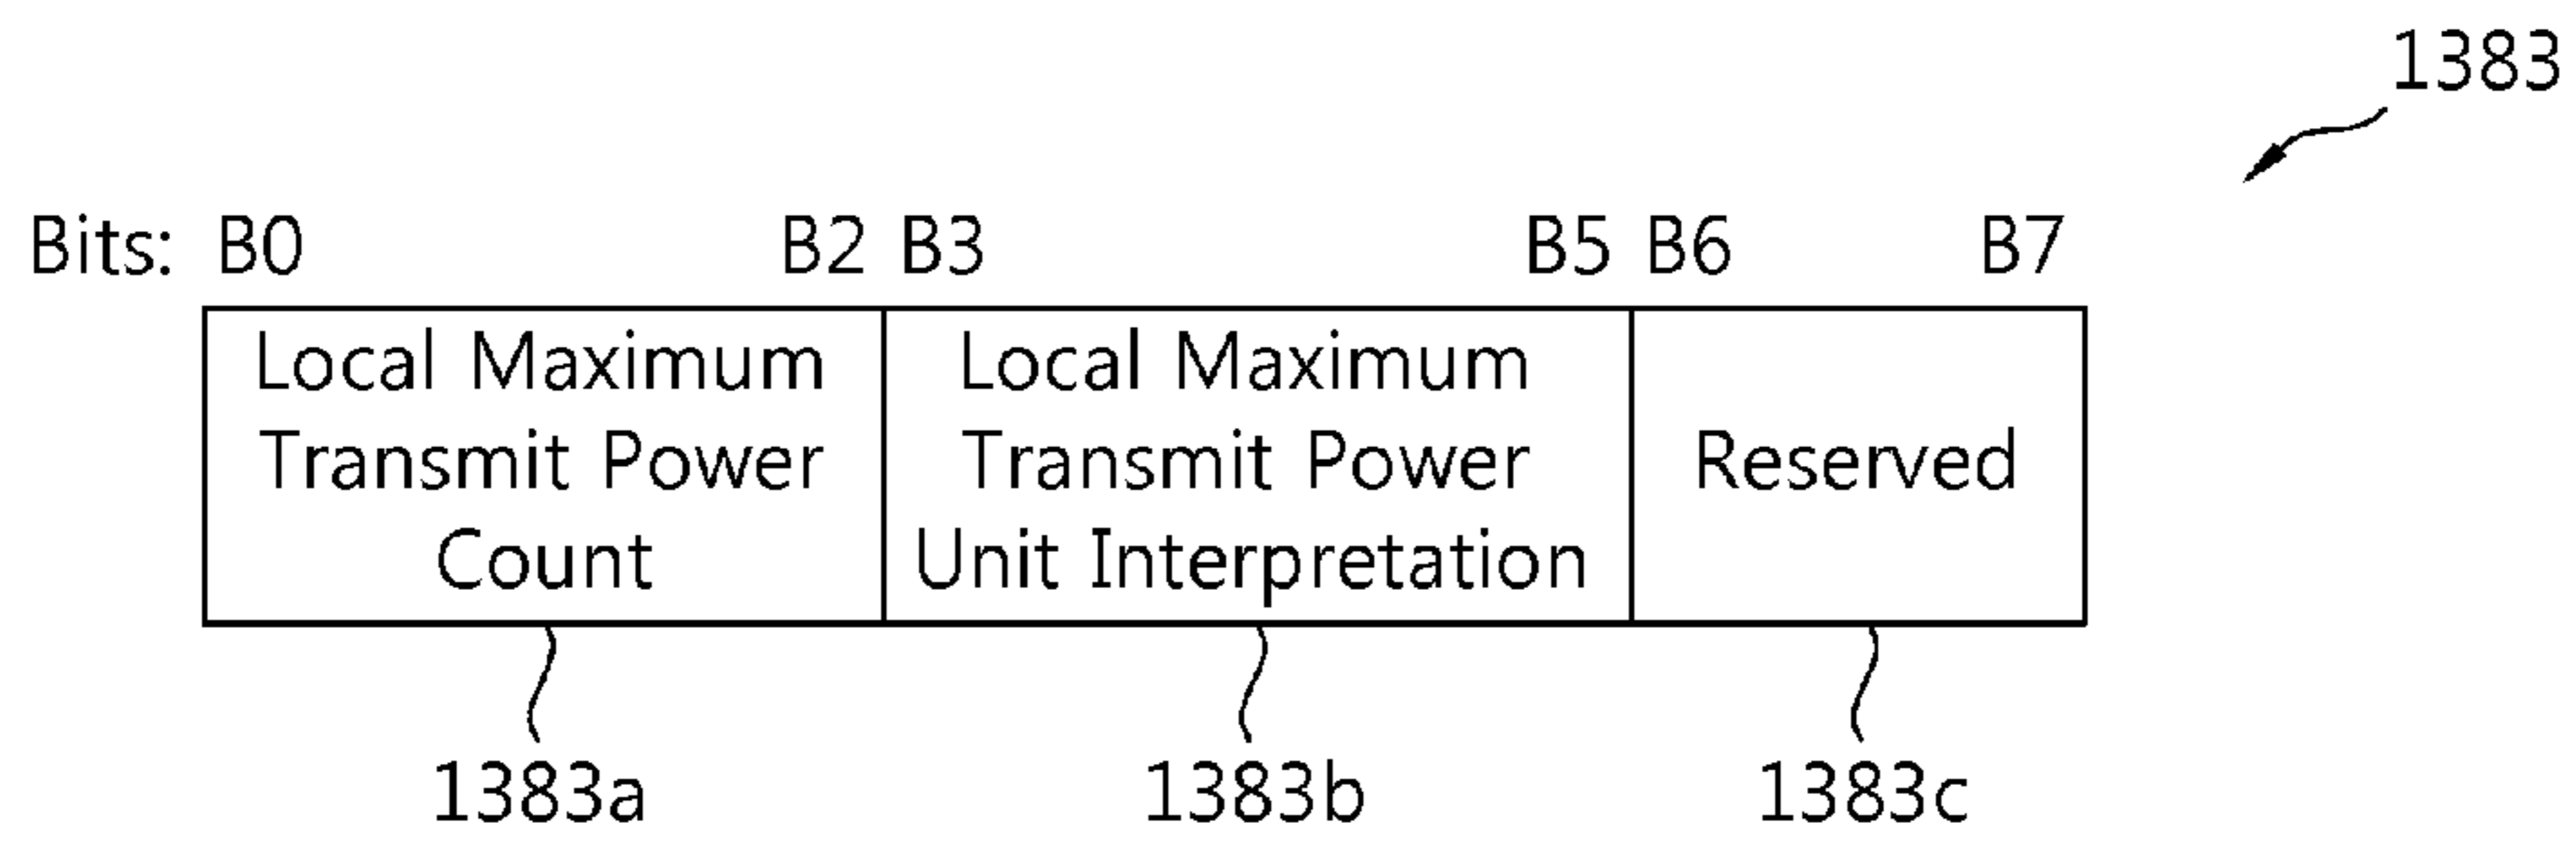 1383
Bits: B0 B2 B3 B5 B6 B7
Local Maximum
Transmit Power
Count
Local Maximum
Transmit Power
Unit Interpretation
Reserved
1383a 1383b 1383c